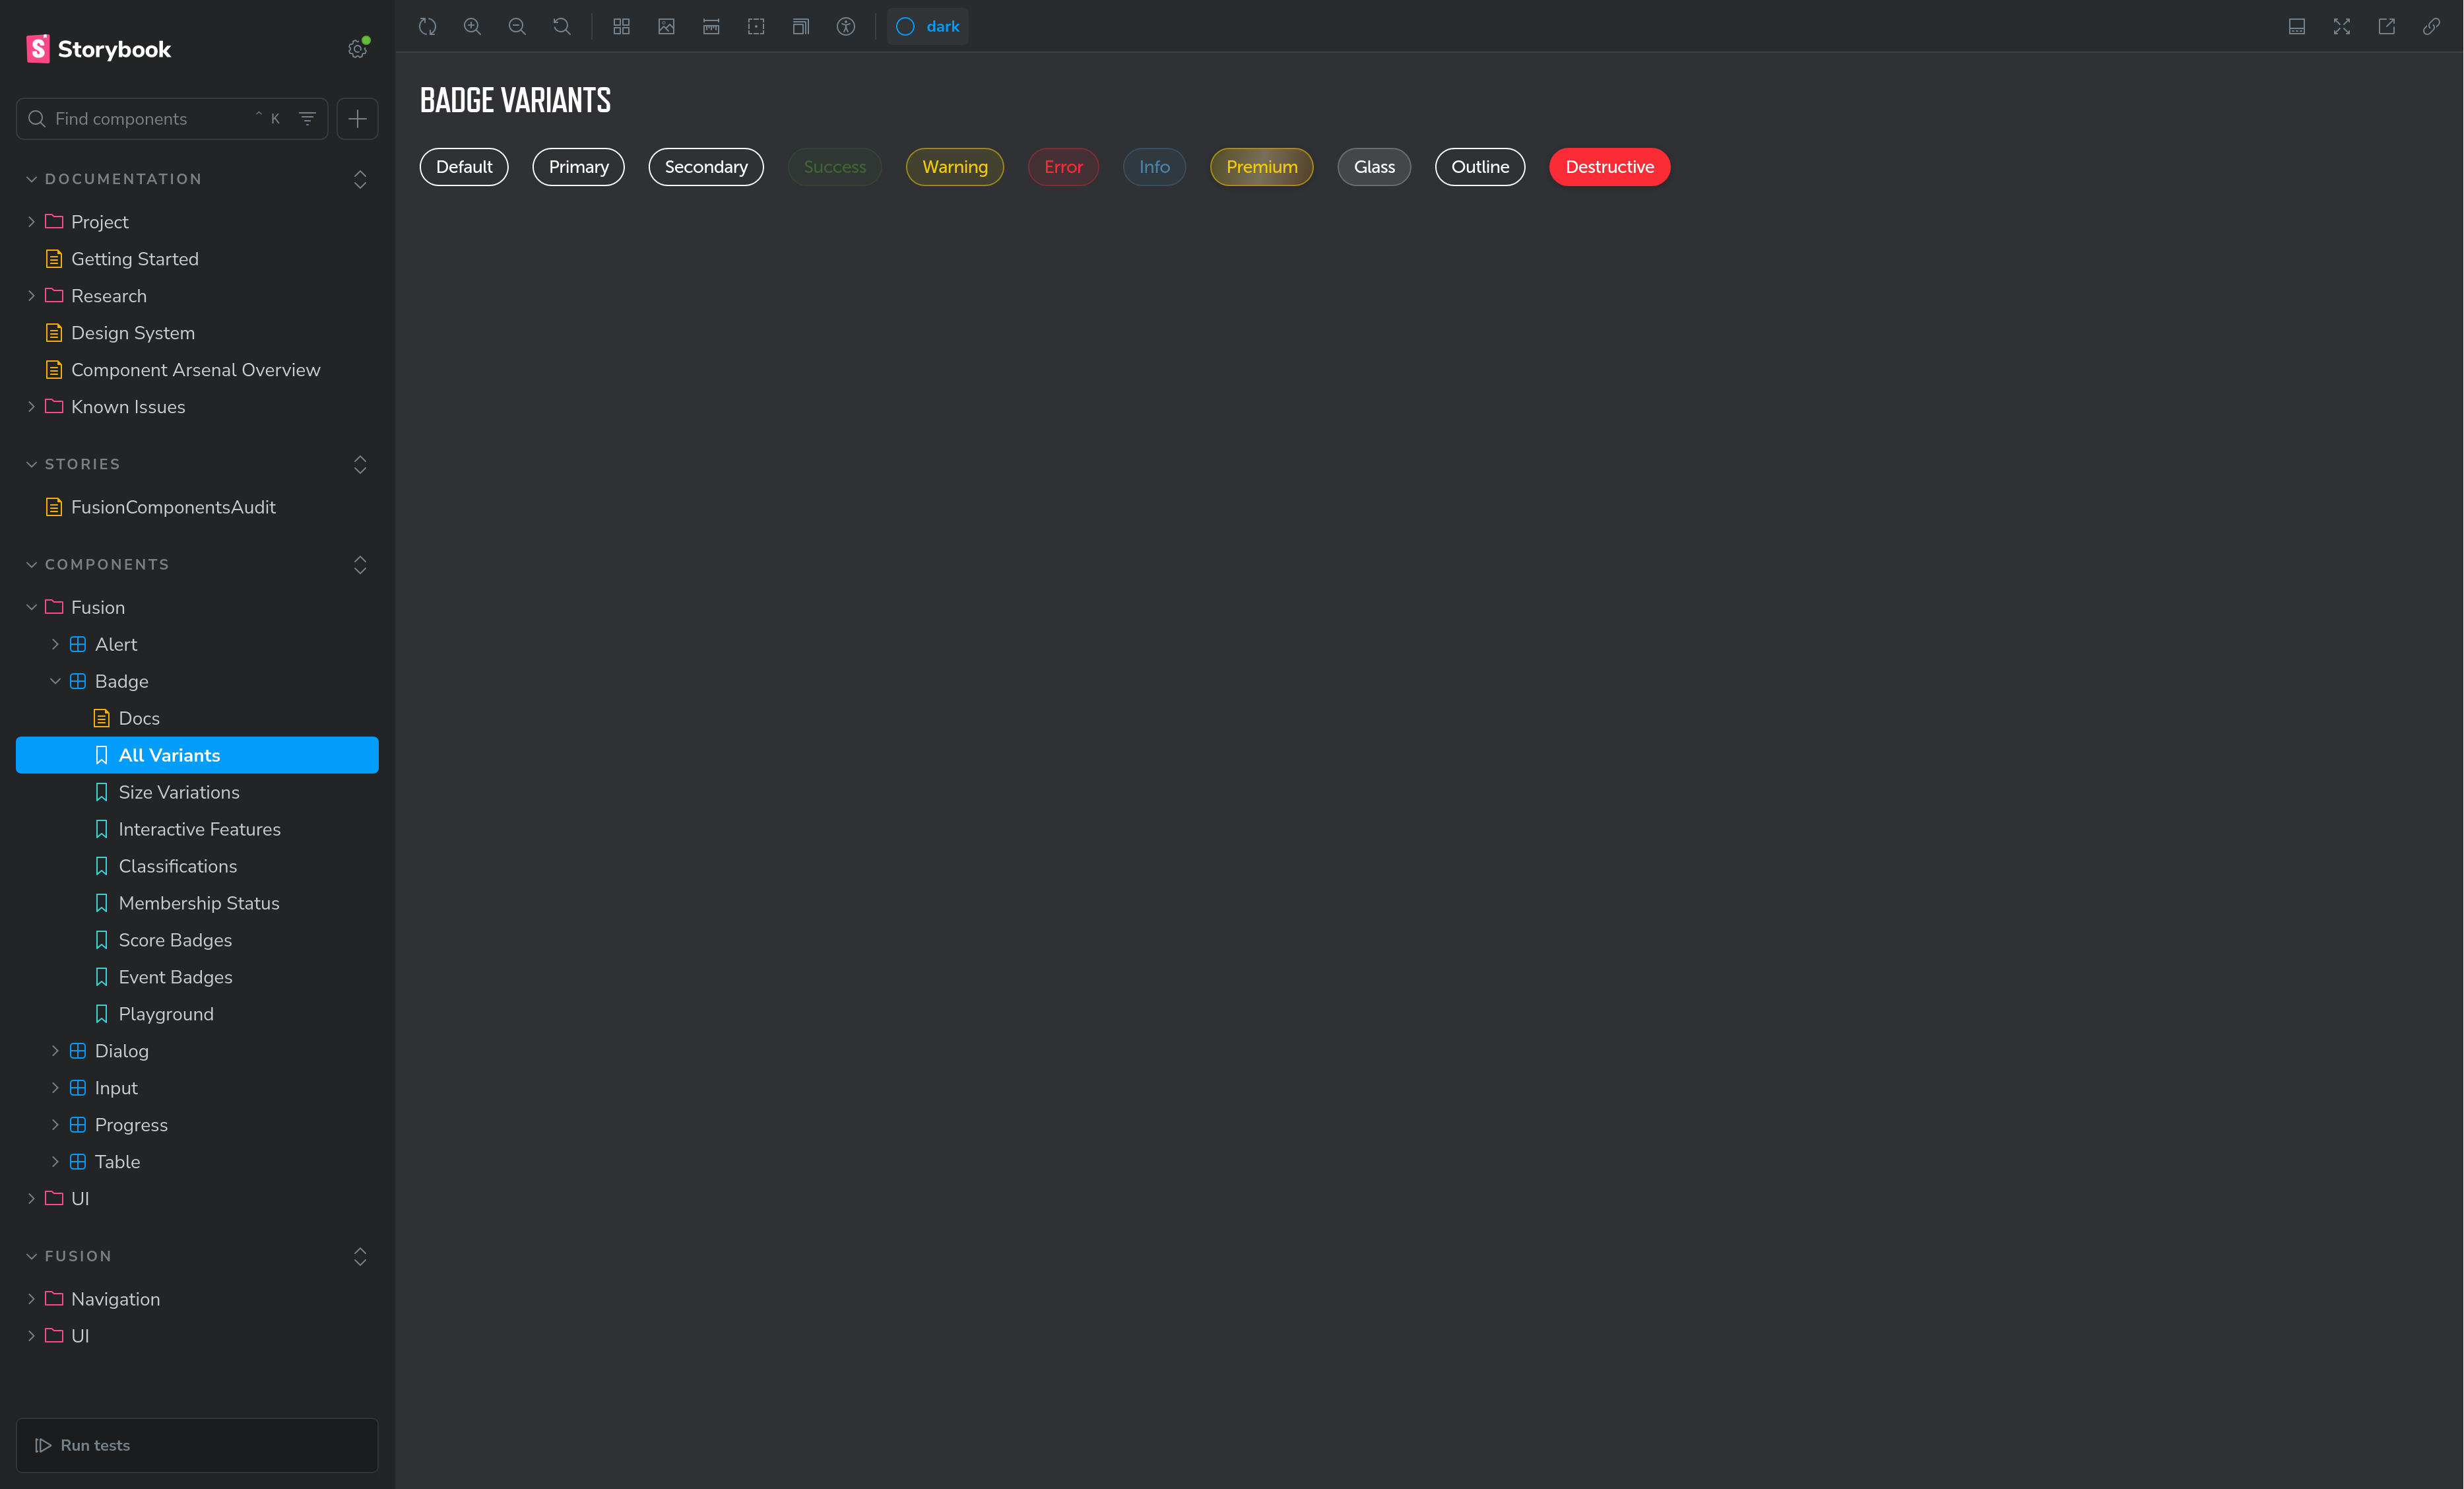 Storybook
Find components ⌃ K
DOCUMENTATION
Project
Getting Started
Research
Design System
Component Arsenal Overview
Known Issues
STORIES
FusionComponentsAudit
COMPONENTS
Fusion
Alert
Badge
Docs
All Variants
Size Variations
Interactive Features
Classifications
Membership Status
Score Badges
Event Badges
Playground
Dialog
Input
Progress
Table
UI
FUSION
Navigation
UI
Run tests
dark
BADGE VARIANTS
Default Primary Secondary Success Warning Error Info Premium Glass Outline Destructive